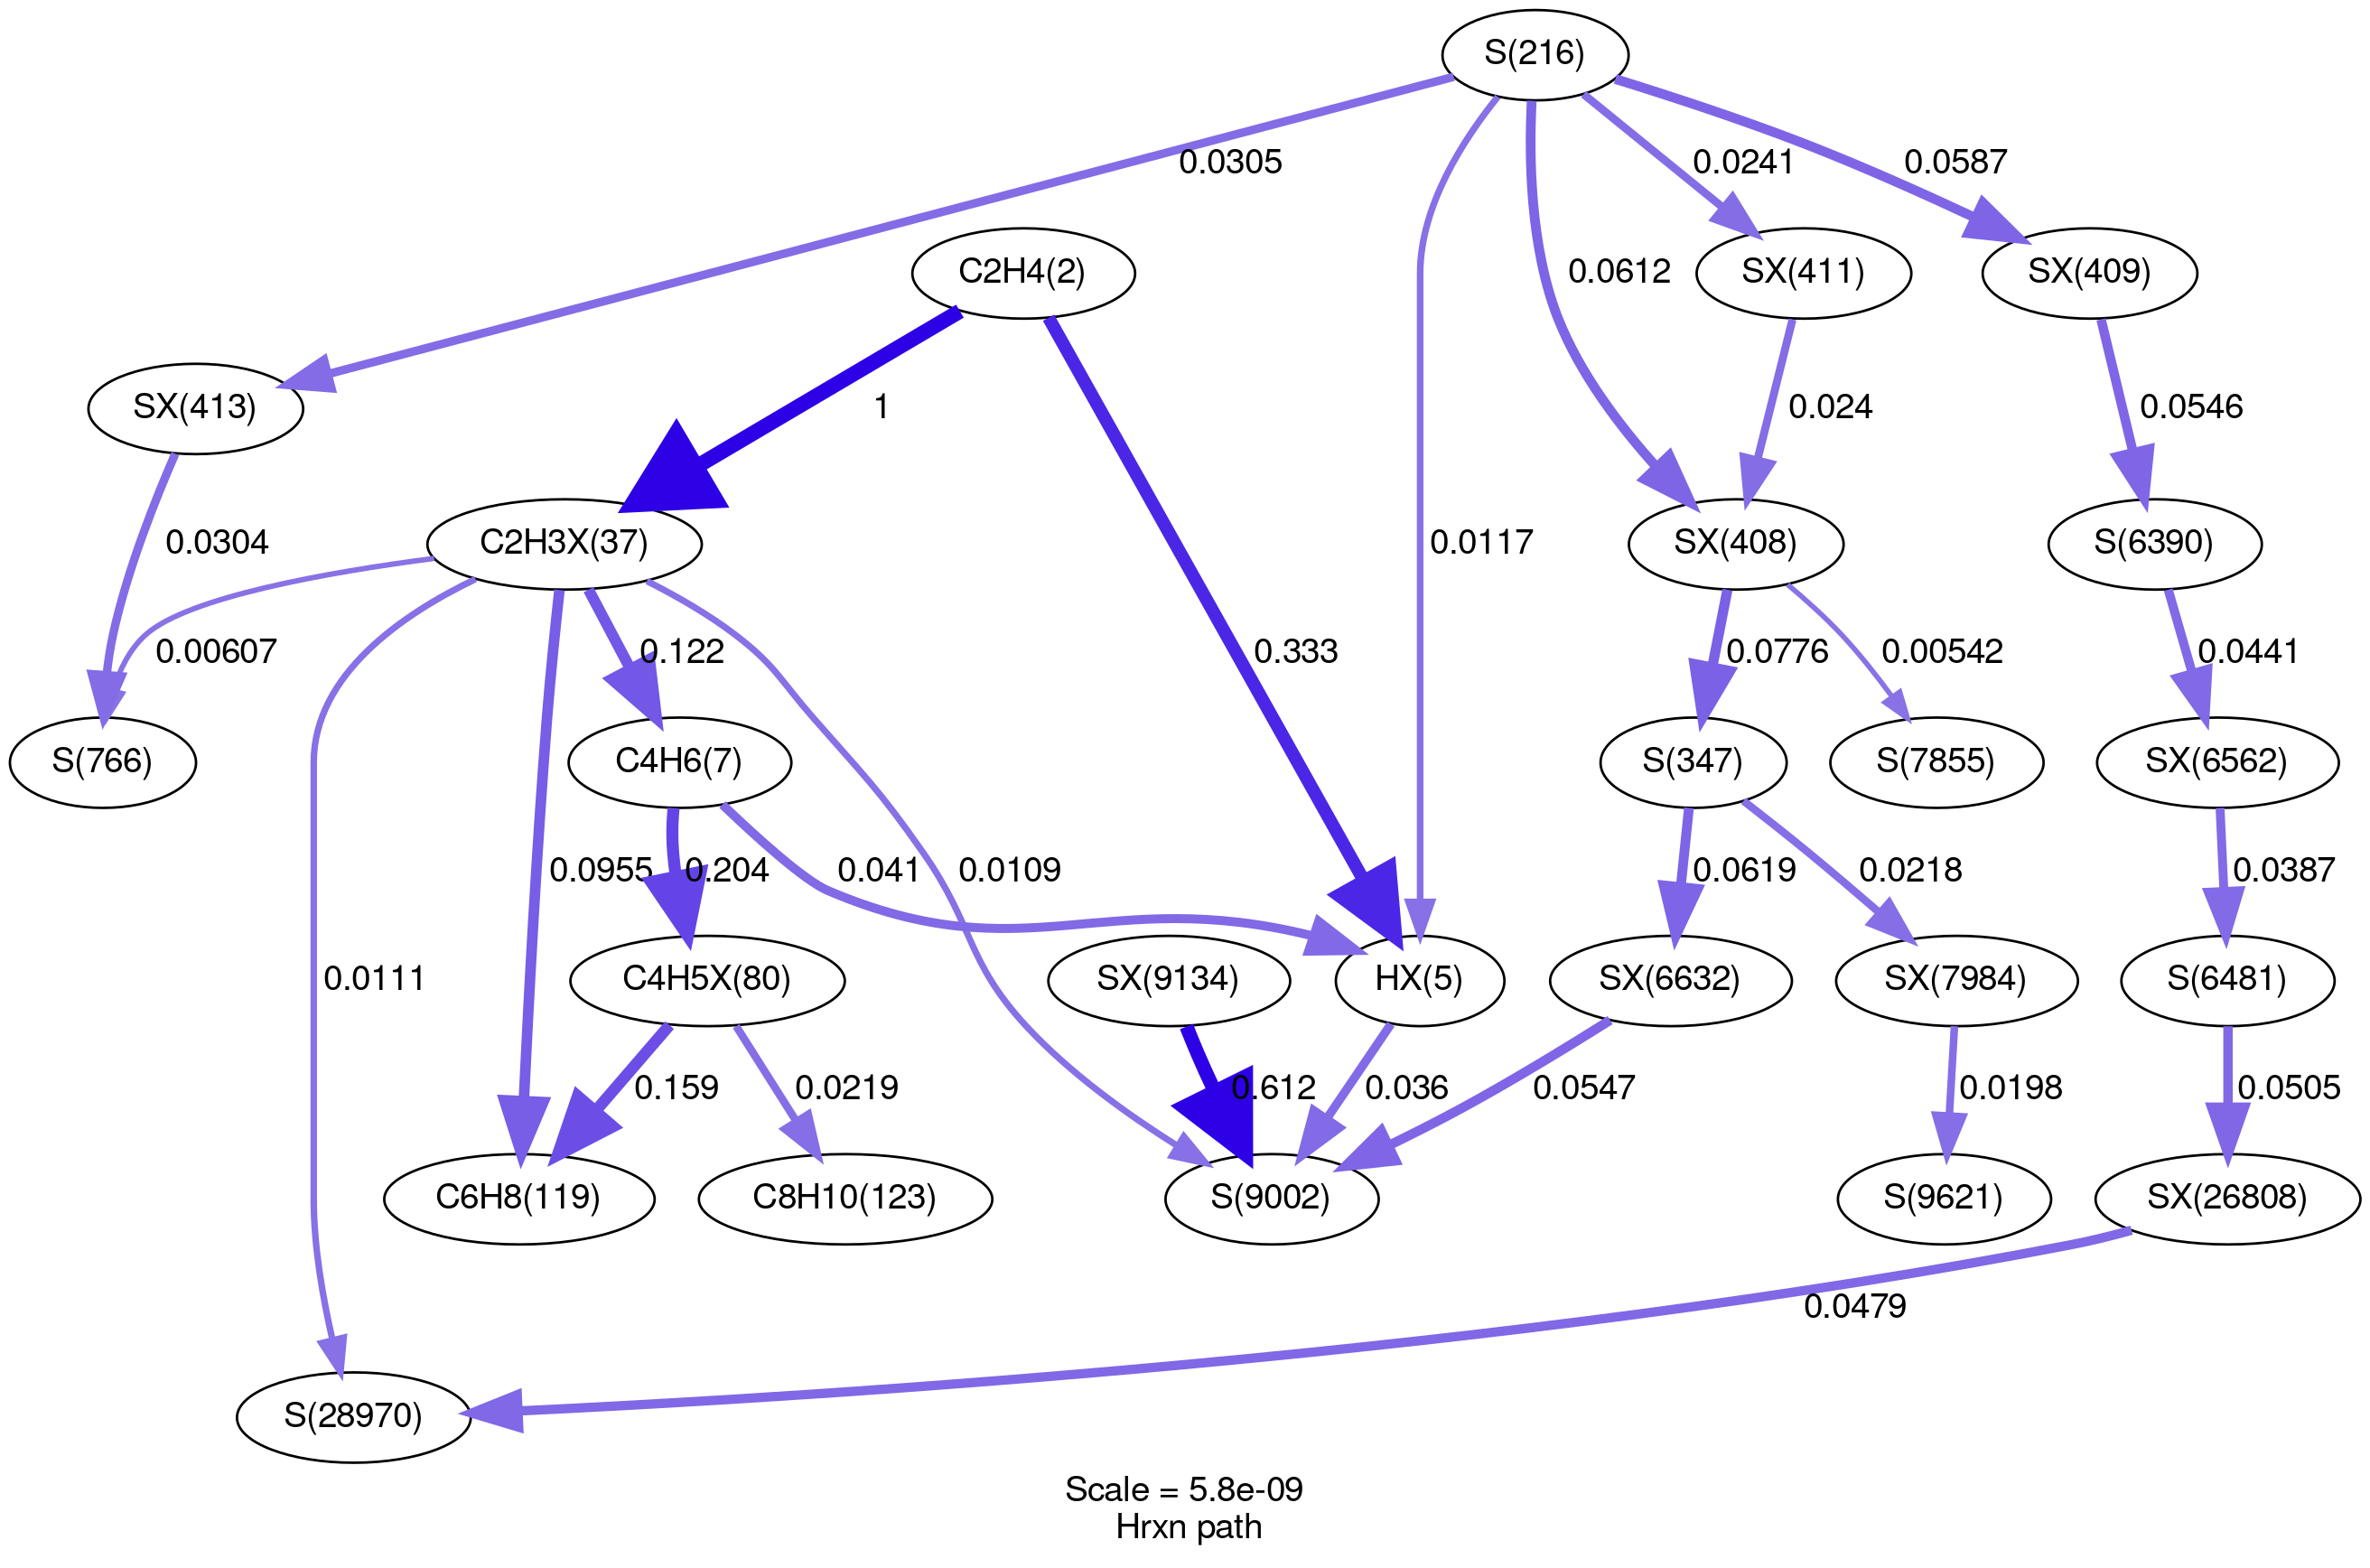 S(216)
0.0305
0.0241
0.0587
C2H4(2)
0.0612
SX(411)
SX(409)
SX(413)
1
0.024
0.0546
0.0304
C2H3X(37)
0.0117
SX(408)
S(6390)
0.00607
0.122
0.333
0.0776
0.00542
0.0441
S(766)
C4H6(7)
S(347)
S(7855)
SX(6562)
0.0955
0.204
0.041
0.0109
0.0619
0.0218
0.0387
0.0111
C4H5X(80)
SX(9134)
HX(5)
SX(6632)
SX(7984)
S(6481)
0.159
0.0219
0.612
0.036
0.0547
0.0198
0.0505
C6H8(119)
C8H10(123)
S(9002)
S(9621)
SX(26808)
0.0479
S(28970)
Scale = 5.8e-09
Hrxn path